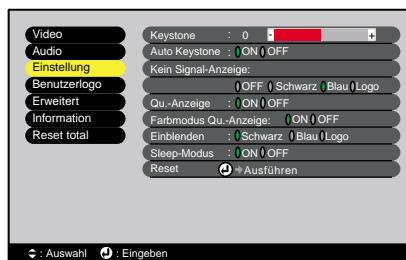 Video
Audio
Einstellung
Benutzerlogo
Erweitert
Information
Reset total
Keystone : 0 - +
Auto Keystone : ON OFF
Kein Signal-Anzeige:
OFF Schwarz Blau Logo
Qu.-Anzeige : ON OFF
Farbmodus Qu.-Anzeige: ON OFF
Einblenden : Schwarz Blau Logo
Sleep-Modus : ON OFF
Reset Ausführen
: Auswahl : Eingeben